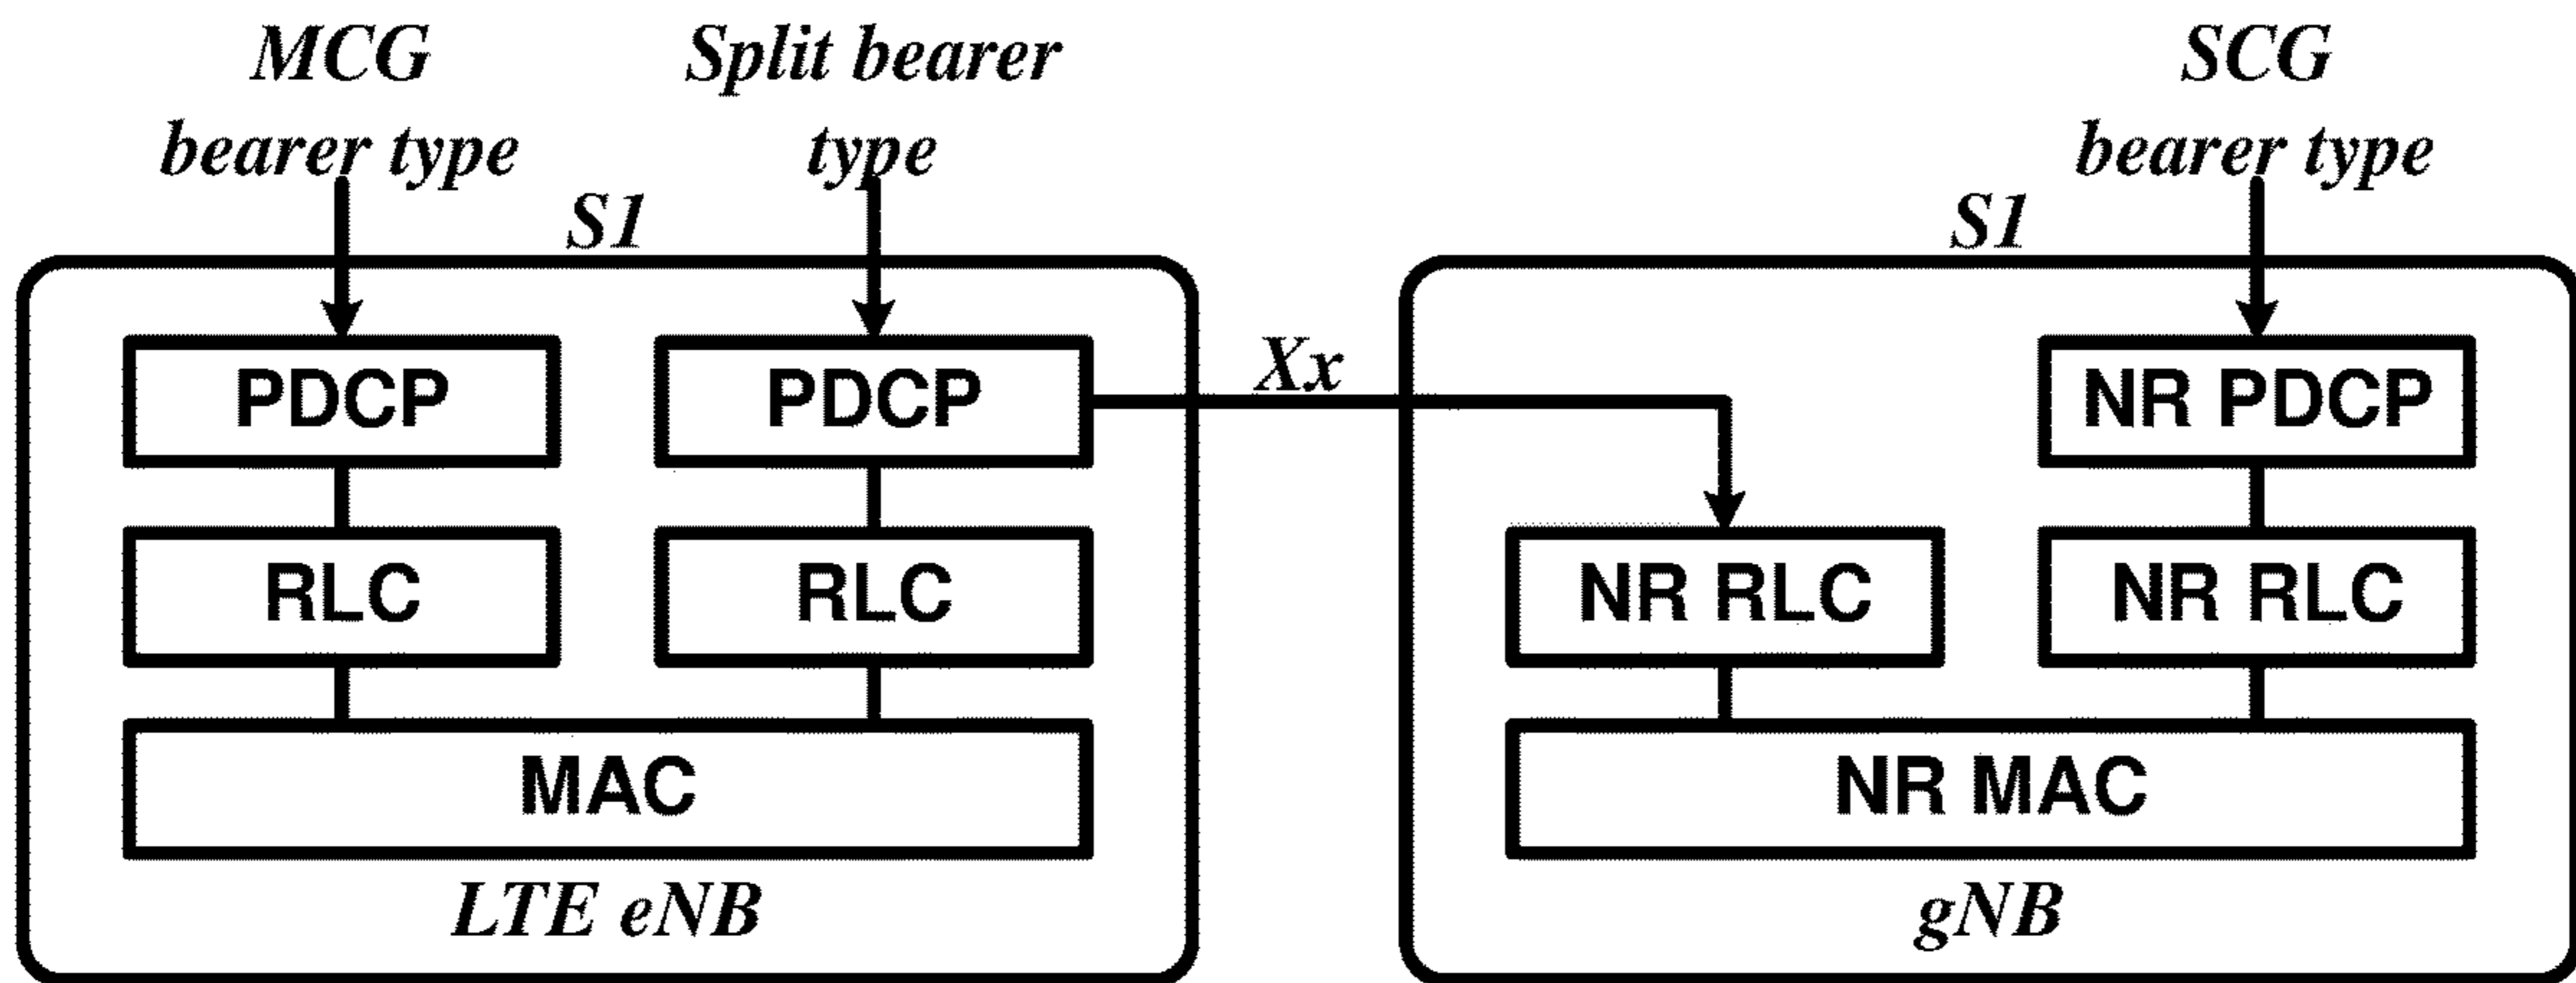 MCG
bearer type
Split bearer
type
SCG
bearer type
S1
S1
Xx
PDCP
PDCP
NR PDCP
RLC
RLC
NR RLC
NR RLC
MAC
NR MAC
LTE eNB
gNB